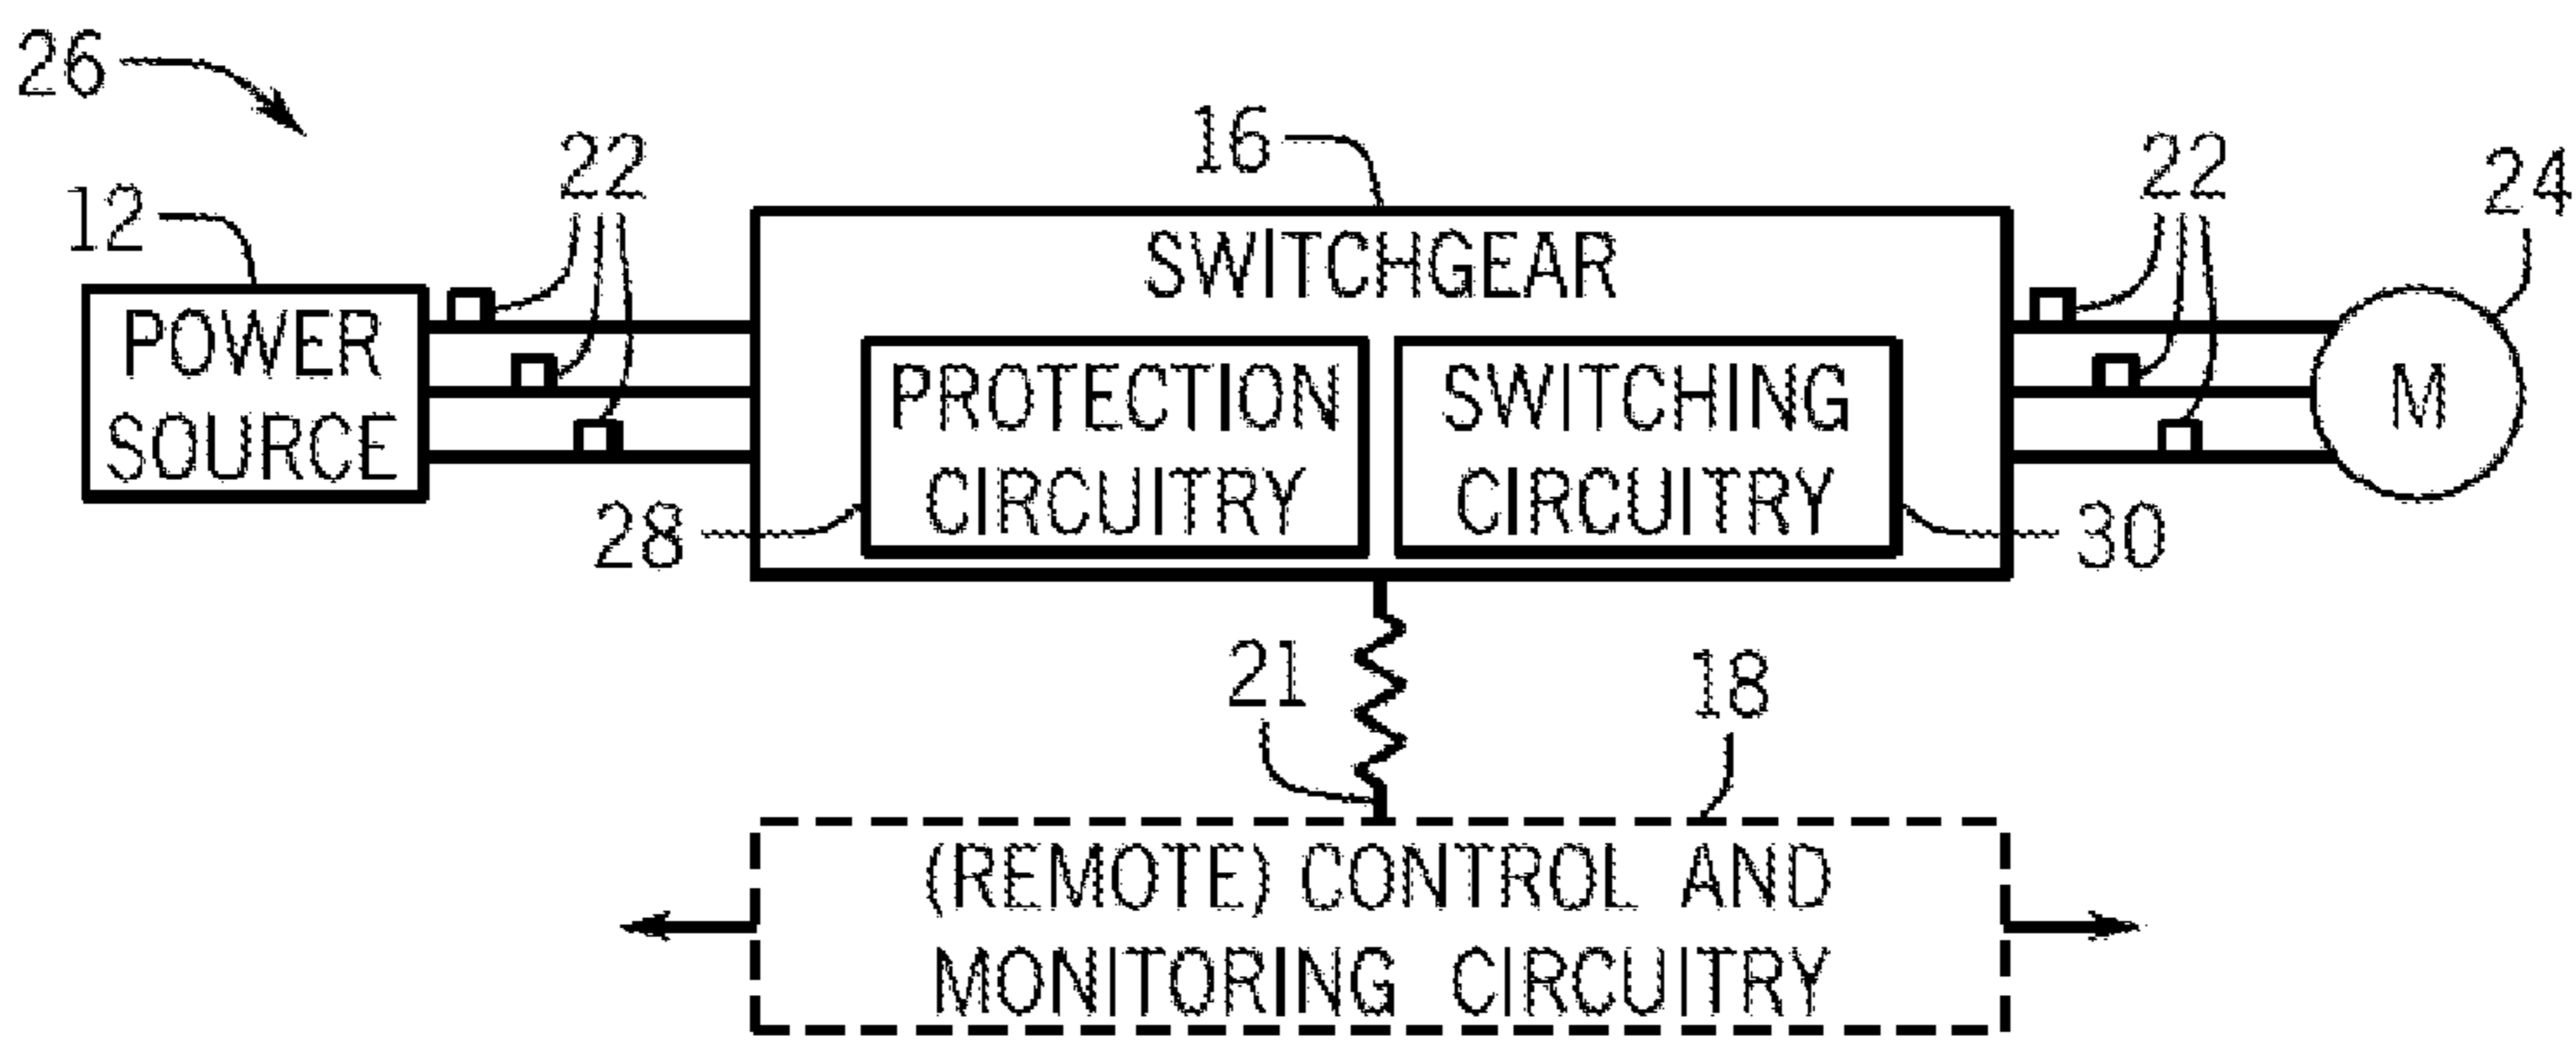 26
12
22
16
22
24
POWER
SOURCE
SWITCHGEAR
PROTECTION
CIRCUITRY
SWITCHING
CIRCUITRY
M
28
30
21
18
(REMOTE) CONTROL AND
MONITORING CIRCUITRY